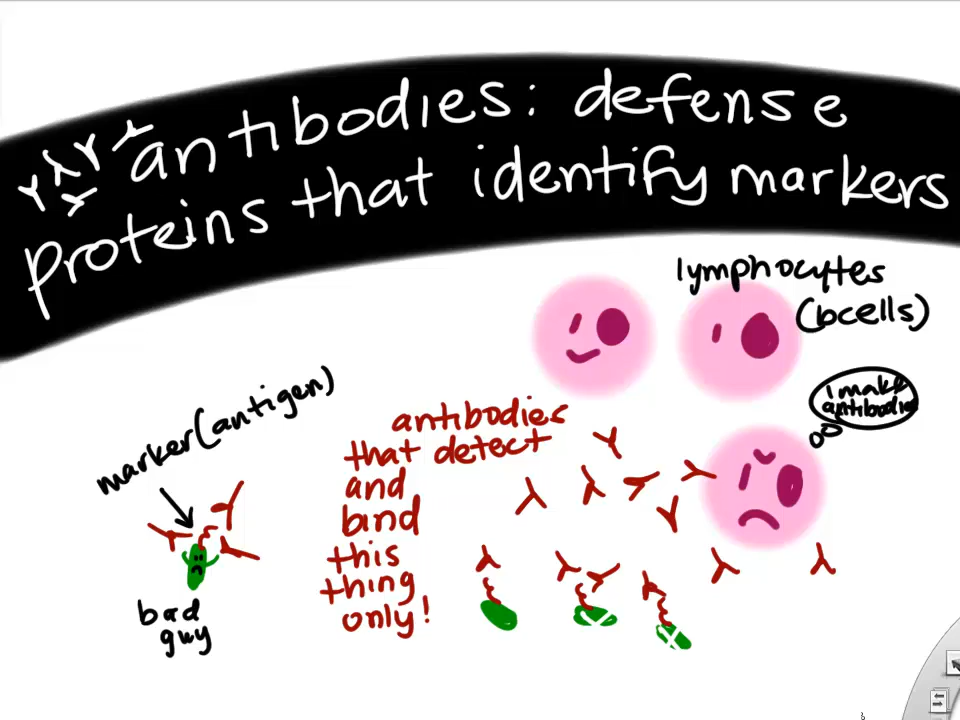 antibodies: defense
proteins that identify markers
lymphocytes
(bcells)
i make
antibodies
marker(antigen)
antibodies
that detect
and
bind
this
thing
only!
bad
guy